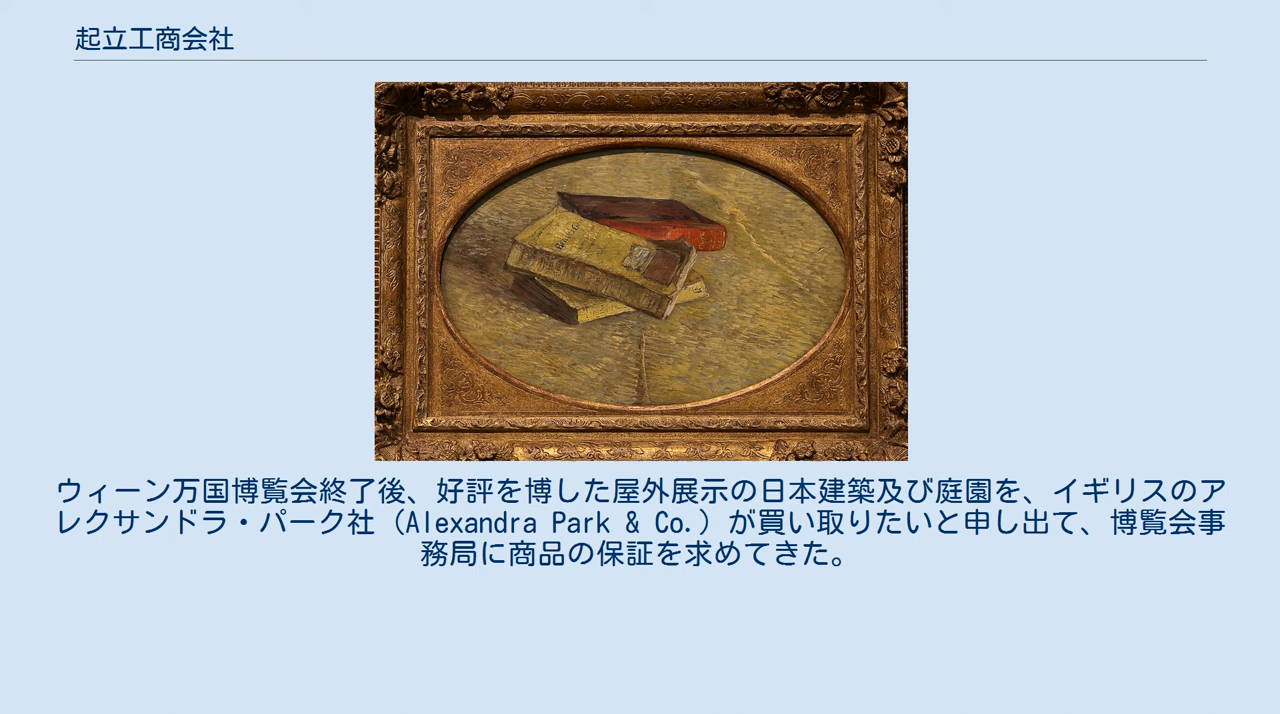 起立工商会社
ウィーン万国博覧会終了後、好評を博した屋外展示の日本建築及び庭園を、イギリスのア
レクサンドラ・パーク社（Alexandra Park & Co.）が買い取りたいと申し出て、博覧会事
務局に商品の保証を求めてきた。